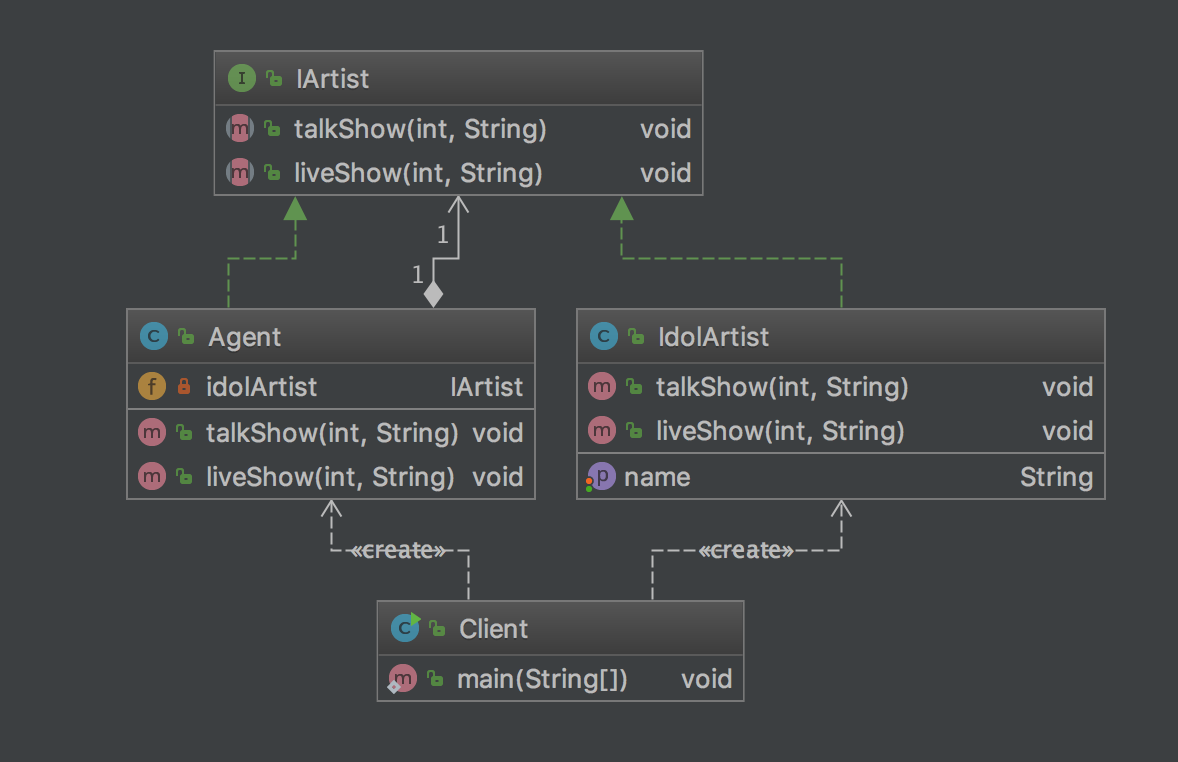 I IArtist
m talkShow(int, String) void
m liveShow(int, String) void
1
1
C Agent
f idolArtist IArtist
m talkShow(int, String) void
m liveShow(int, String) void
C IdolArtist
m talkShow(int, String) void
m liveShow(int, String) void
p name String
«create»
«create»
C Client
m main(String[]) void